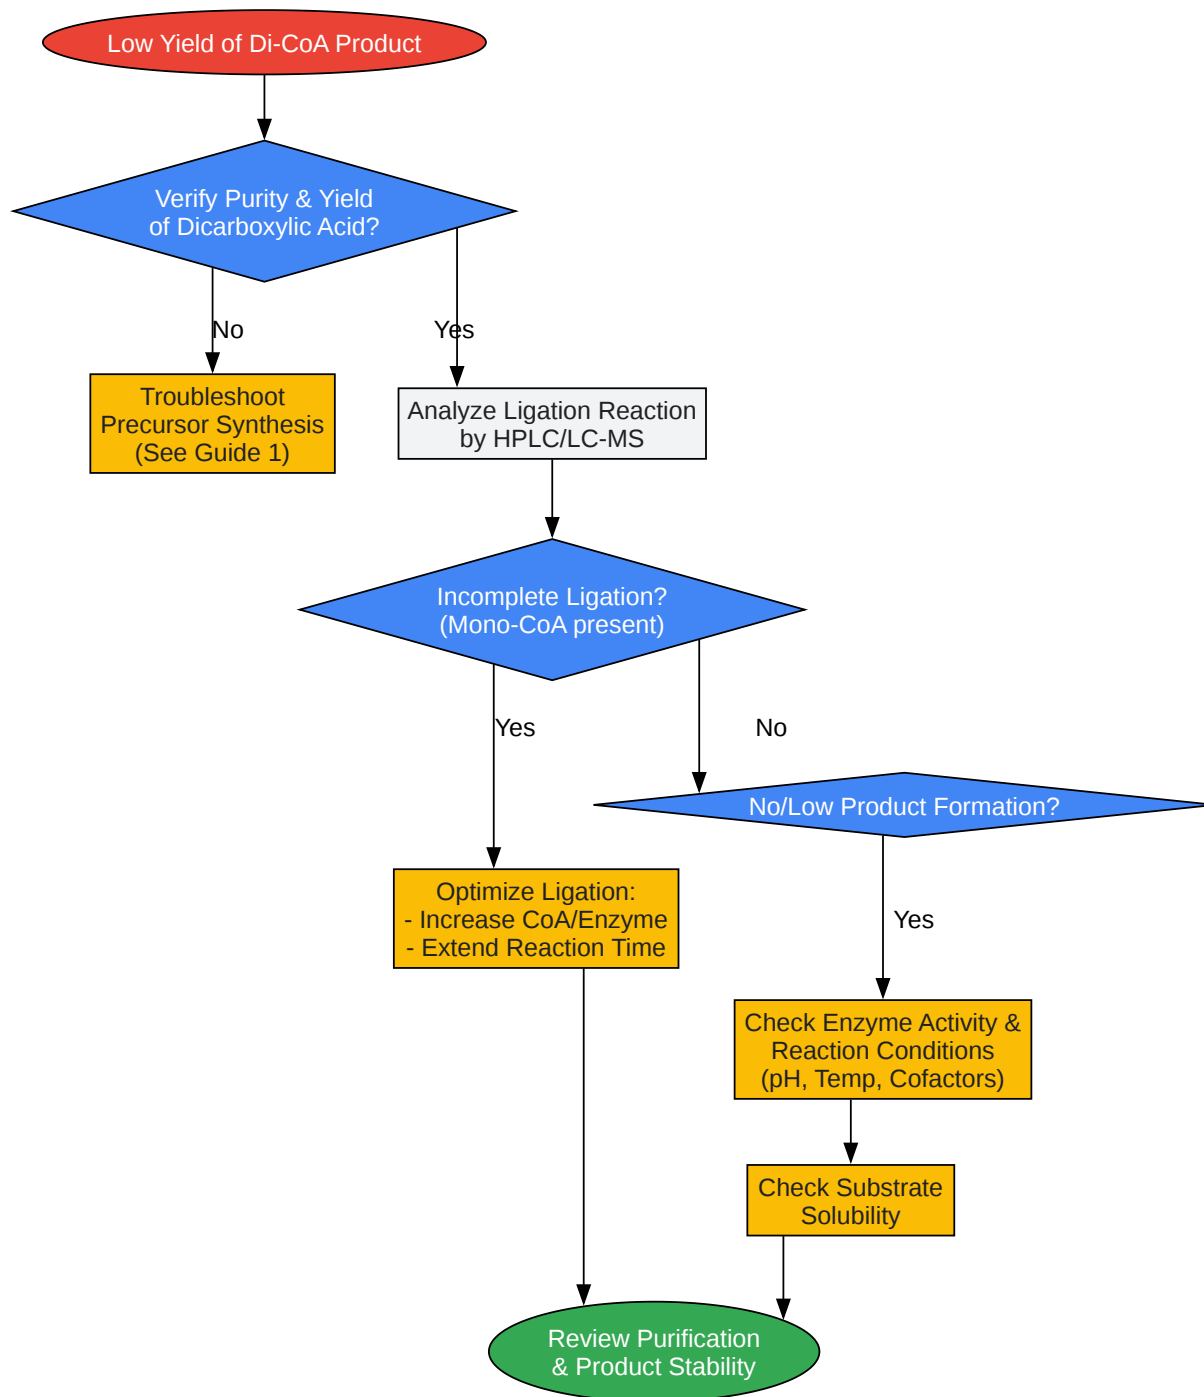 Low Yield of Di-CoA Product
Verify Purity & Yield
of Dicarboxylic Acid?
No
Yes
Troubleshoot
Precursor Synthesis
(See Guide 1)
Analyze Ligation Reaction
by HPLC/LC-MS
Incomplete Ligation?
(Mono-CoA present)
Yes
No
No/Low Product Formation?
Optimize Ligation:
- Increase CoA/Enzyme
- Extend Reaction Time
Yes
Check Enzyme Activity &
Reaction Conditions
(pH, Temp, Cofactors)
Check Substrate
Solubility
Review Purification
& Product Stability